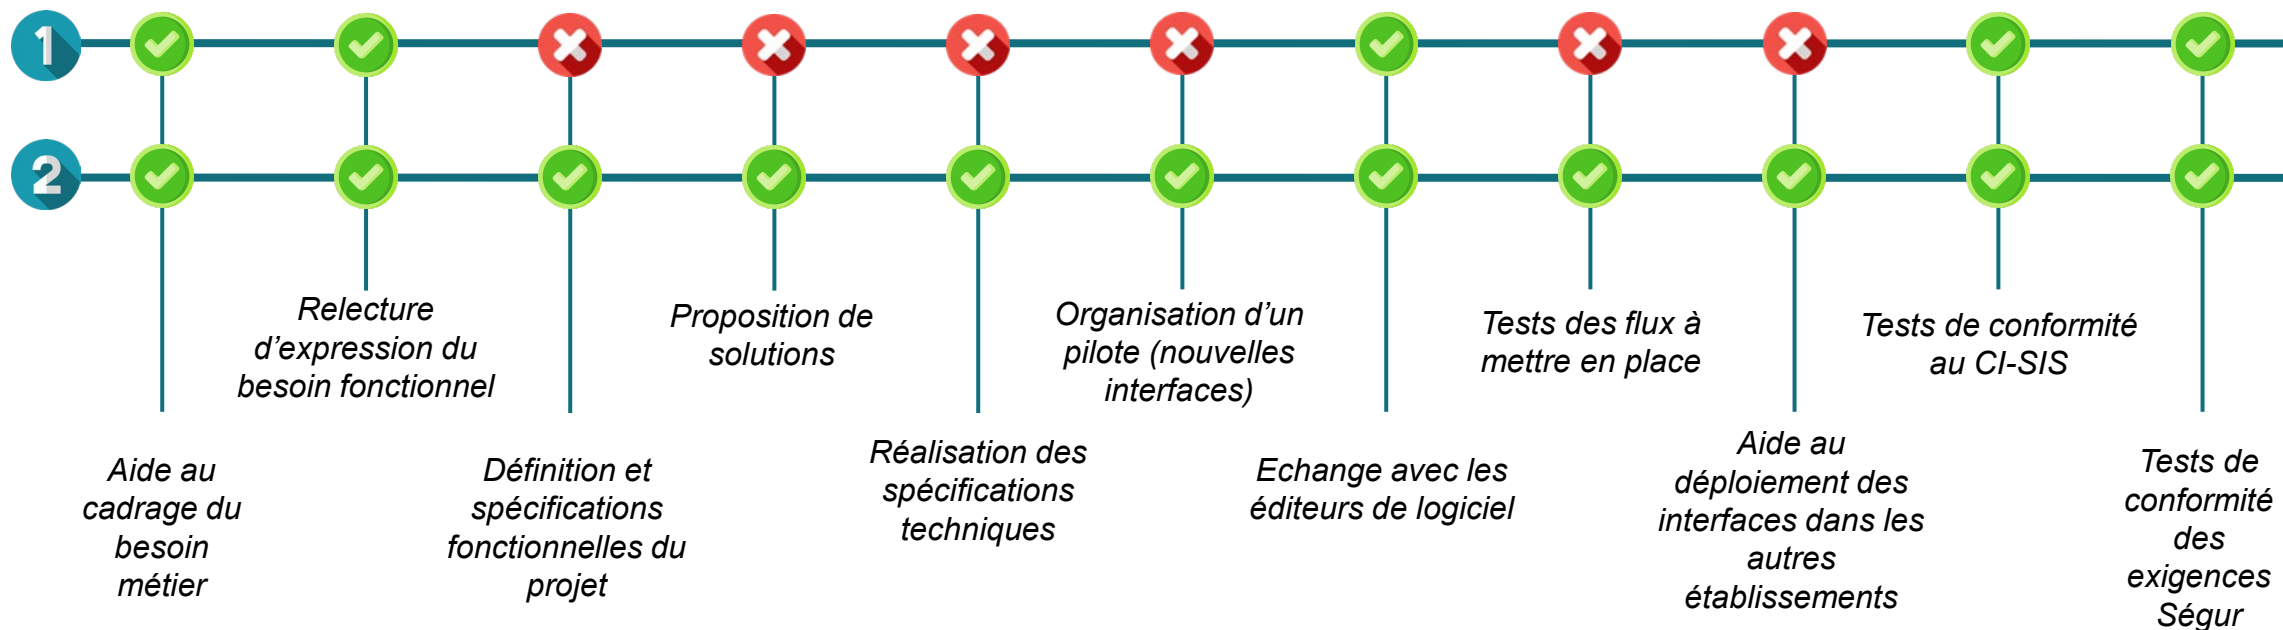 1
2
Relecture
d’expression du
besoin fonctionnel
Proposition de
solutions
Organisation d’un
pilote (nouvelles
interfaces)
Tests des flux à
mettre en place
Tests de conformité
au CI-SIS
Aide au
cadrage du
besoin
métier
Définition et
spécifications
fonctionnelles du
projet
Réalisation des
spécifications
techniques
Echange avec les
éditeurs de logiciel
Aide au
déploiement des
interfaces dans les
autres
établissements
Tests de
conformité
des
exigences
Ségur